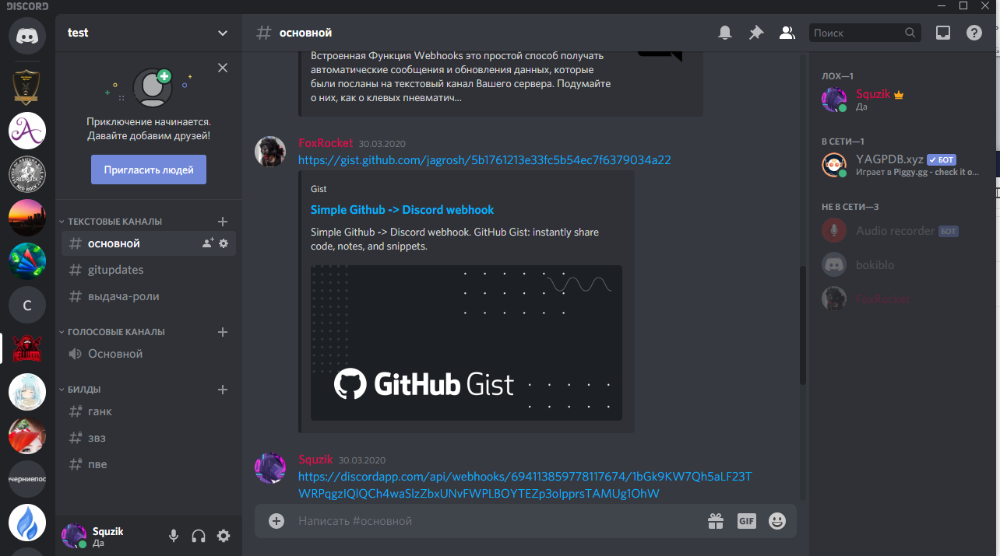 DISCORD
test
Приключение начинается.
Давайте добавим друзей!
Пригласить людей
ТЕКСТОВЫЕ КАНАЛЫ
основной
gitupdates
выдача-роли
ГОЛОСОВЫЕ КАНАЛЫ
Основной
БИЛДЫ
ганк
звз
пве
C
чернiепос
Squzik
Да
# основной
Поиск
Встроенная Функция Webhooks это простой способ получать
автоматические сообщения и обновления данных, которые
были посланы на текстовый канал Вашего сервера. Подумайте
о них, как о клевых пневматич...
FoxRocket 30.03.2020
https://gist.github.com/jagrosh/5b1761213e33fc5b54ec7f6379034a22
Gist
Simple Github -> Discord webhook
Simple Github -> Discord webhook. GitHub Gist: instantly share
code, notes, and snippets.
GitHub Gist
Squzik 30.03.2020
https://discordapp.com/api/webhooks/694113859778117674/1bGk9KW7Qh5aLF23T
WRPqgzIQlQCh4waSlzZbxUNvFWPLBOYTEZp3olpprsTAMUg1OhW
Написать #основной
GIF
ЛОХ—1
Squzik
Да
В СЕТИ—1
YAGPDB.xyz БОТ
Играет в Piggy.gg - check it o...
НЕ В СЕТИ—3
Audio recorder БОТ
bokiblo
FoxRocket